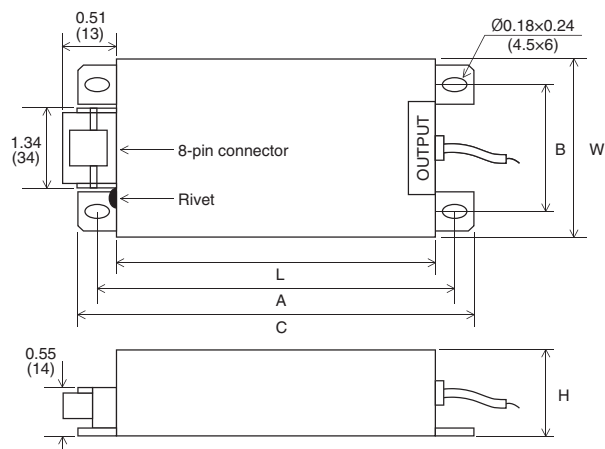 0.51
(13)
Ø0.18×0.24
(4.5×6)
1.34
(34)
8-pin connector
OUTPUT
B
W
Rivet
L
A
C
0.55
(14)
H